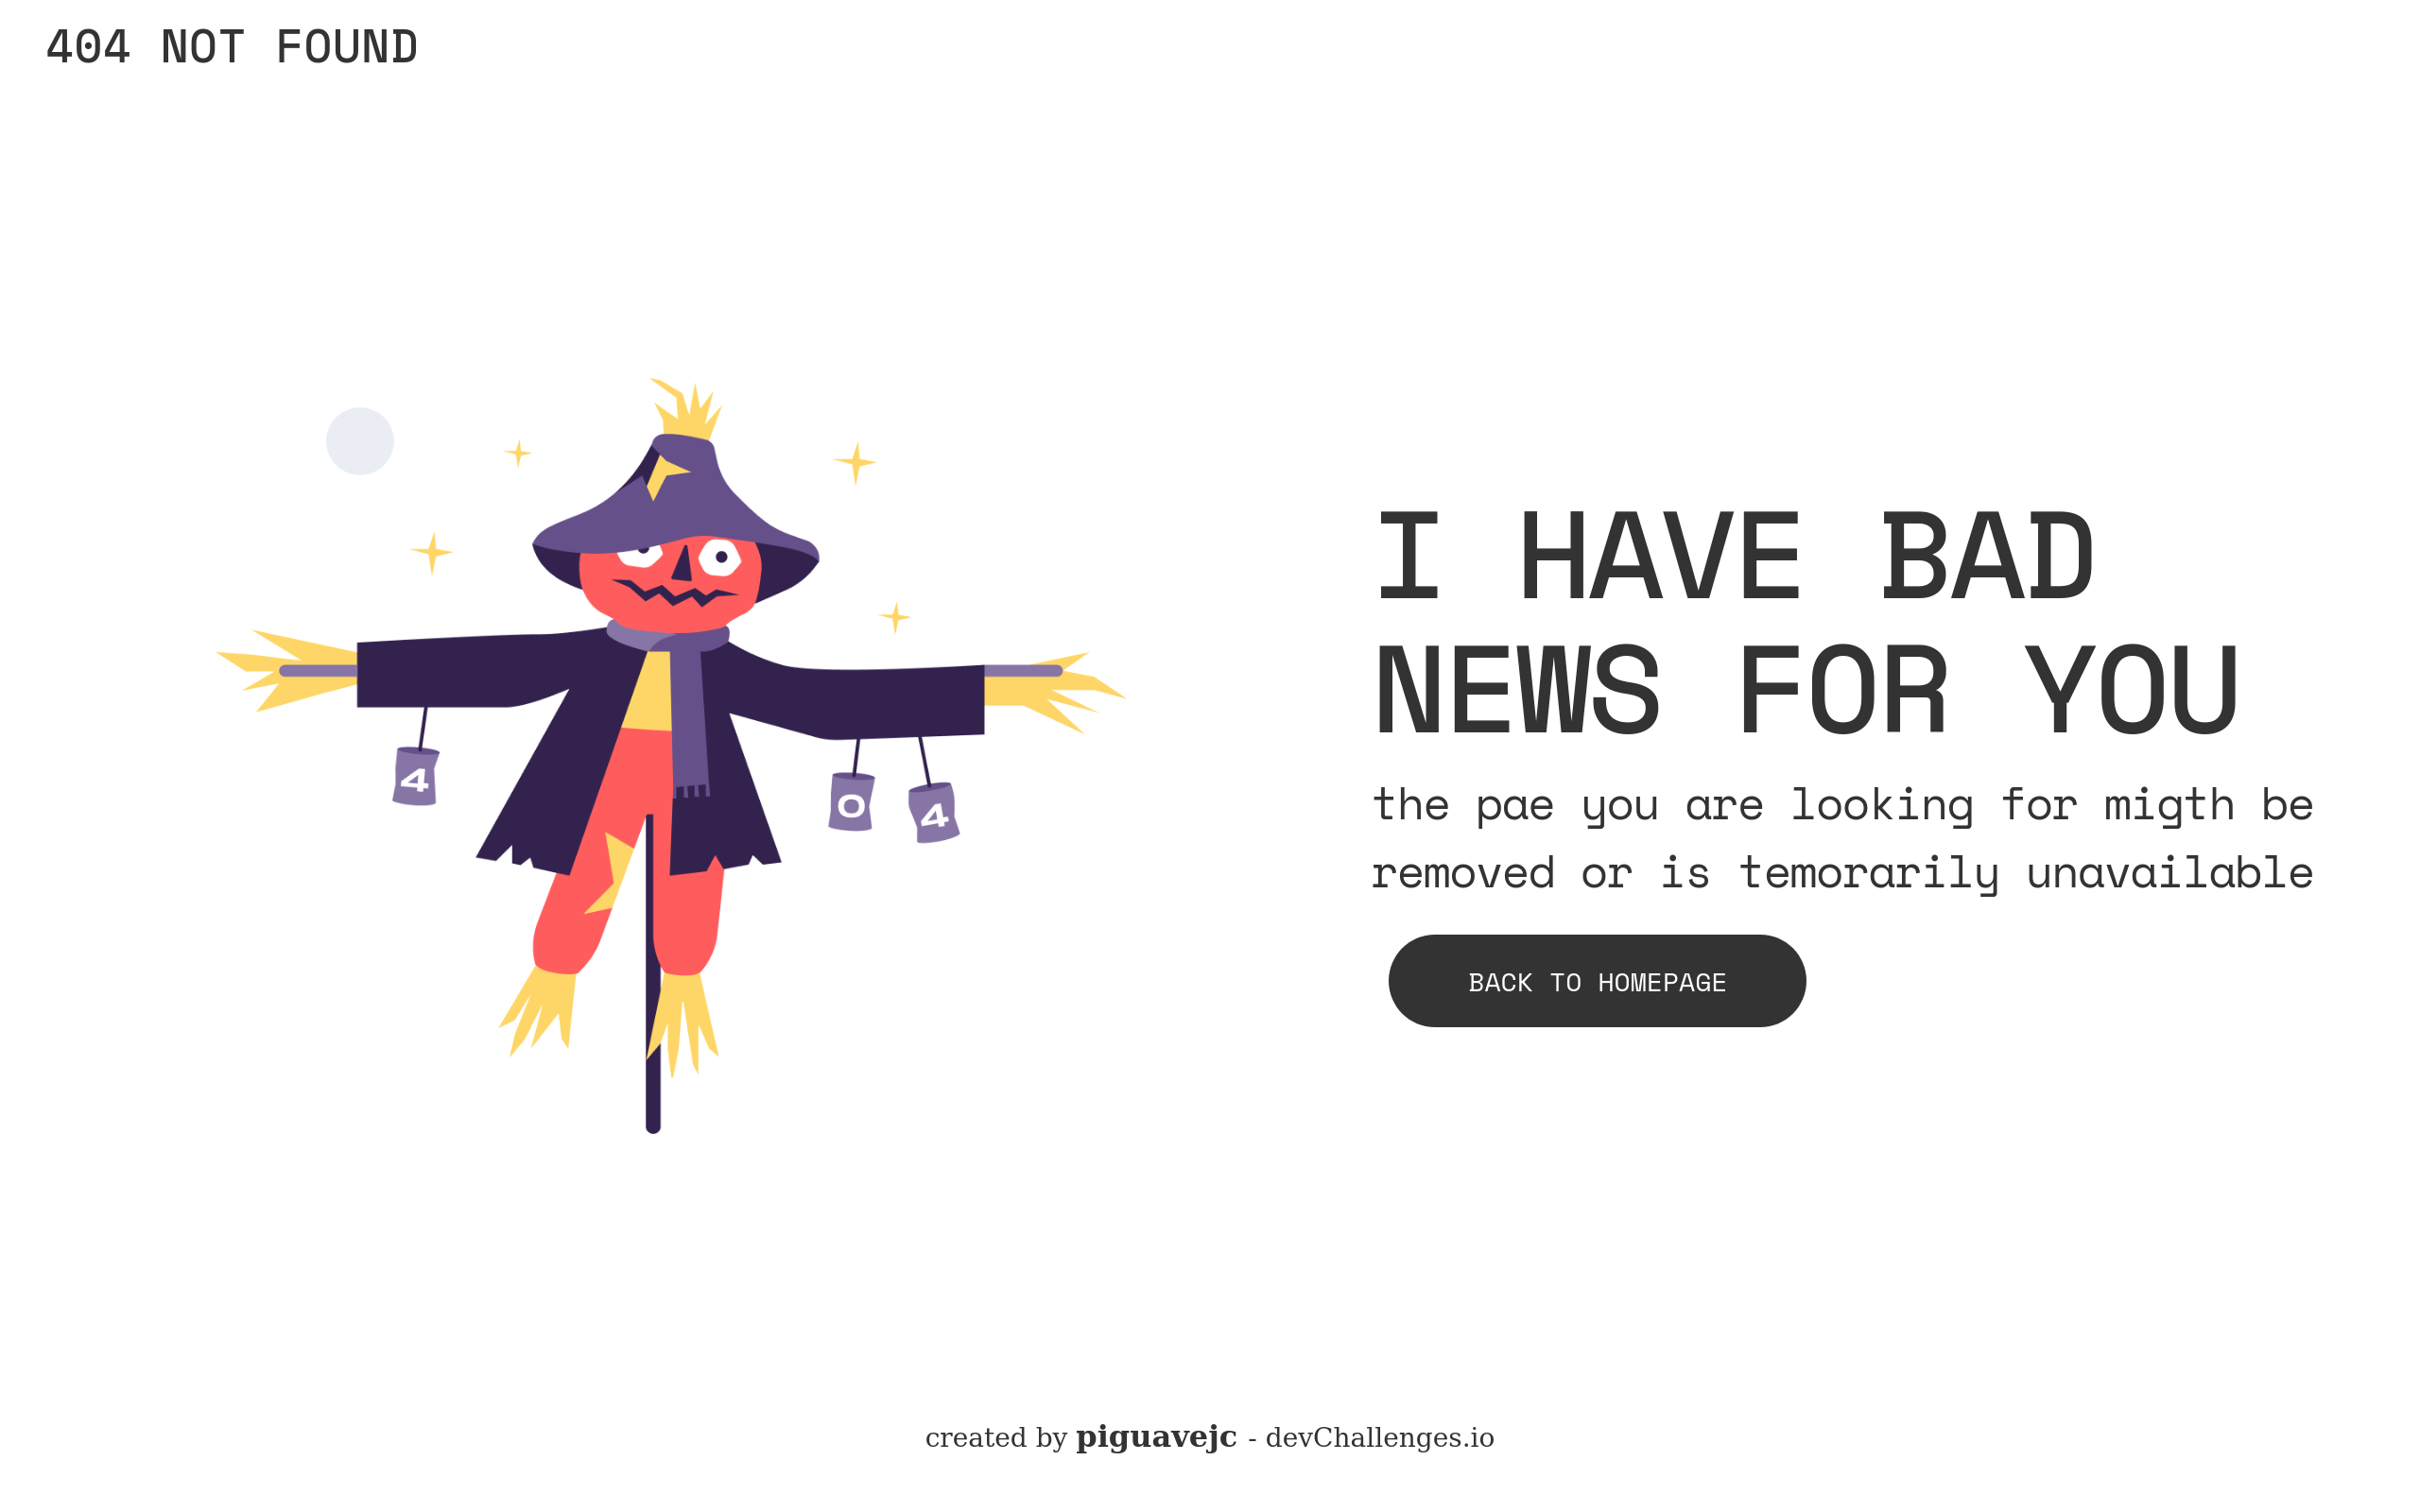 404 NOT FOUND
I HAVE BAD
NEWS FOR YOU
the pae you are looking for migth be
removed or is temorarily unavailable
4
0
4
BACK TO HOMEPAGE
created by piguavejc - devChallenges.io